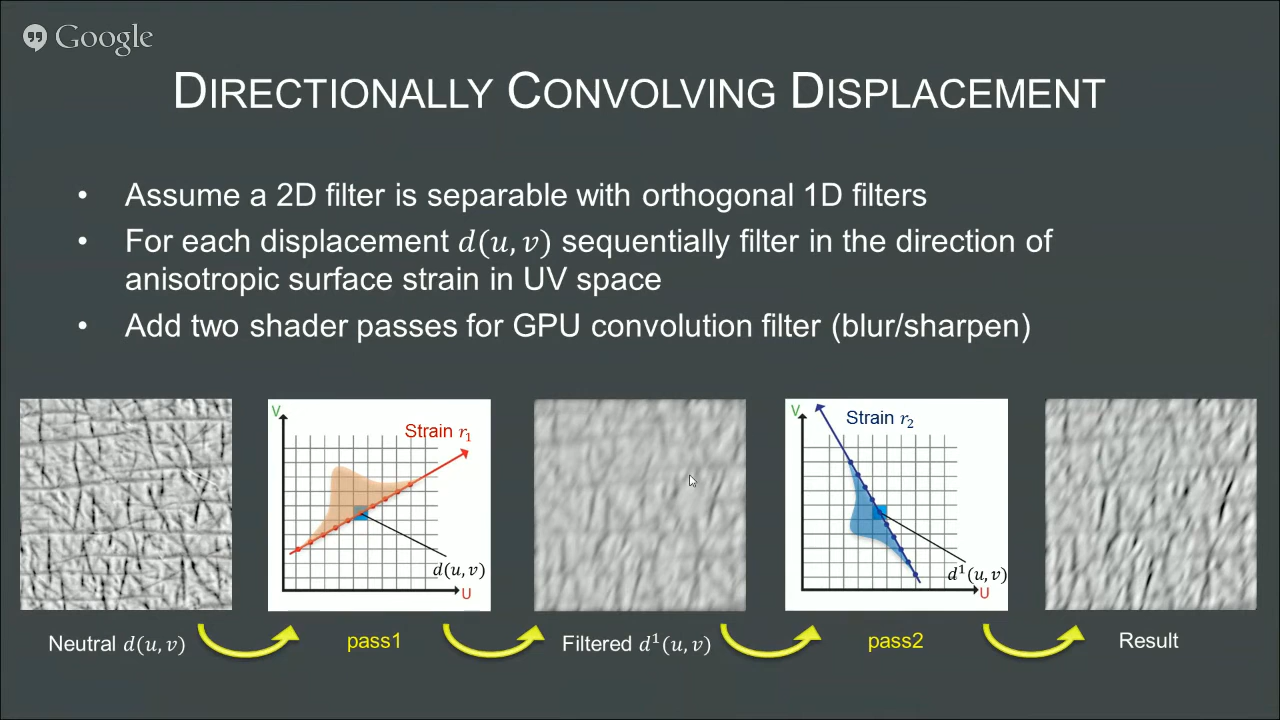 Google
DIRECTIONALLY CONVOLVING DISPLACEMENT
• Assume a 2D filter is separable with orthogonal 1D filters
• For each displacement d(u, v) sequentially filter in the direction of
anisotropic surface strain in UV space
• Add two shader passes for GPU convolution filter (blur/sharpen)
V
Strain r₁
d(u, v)
U
V
Strain r₂
d¹(u, v)
U
Neutral d(u, v)
pass1
Filtered d¹(u, v)
pass2
Result